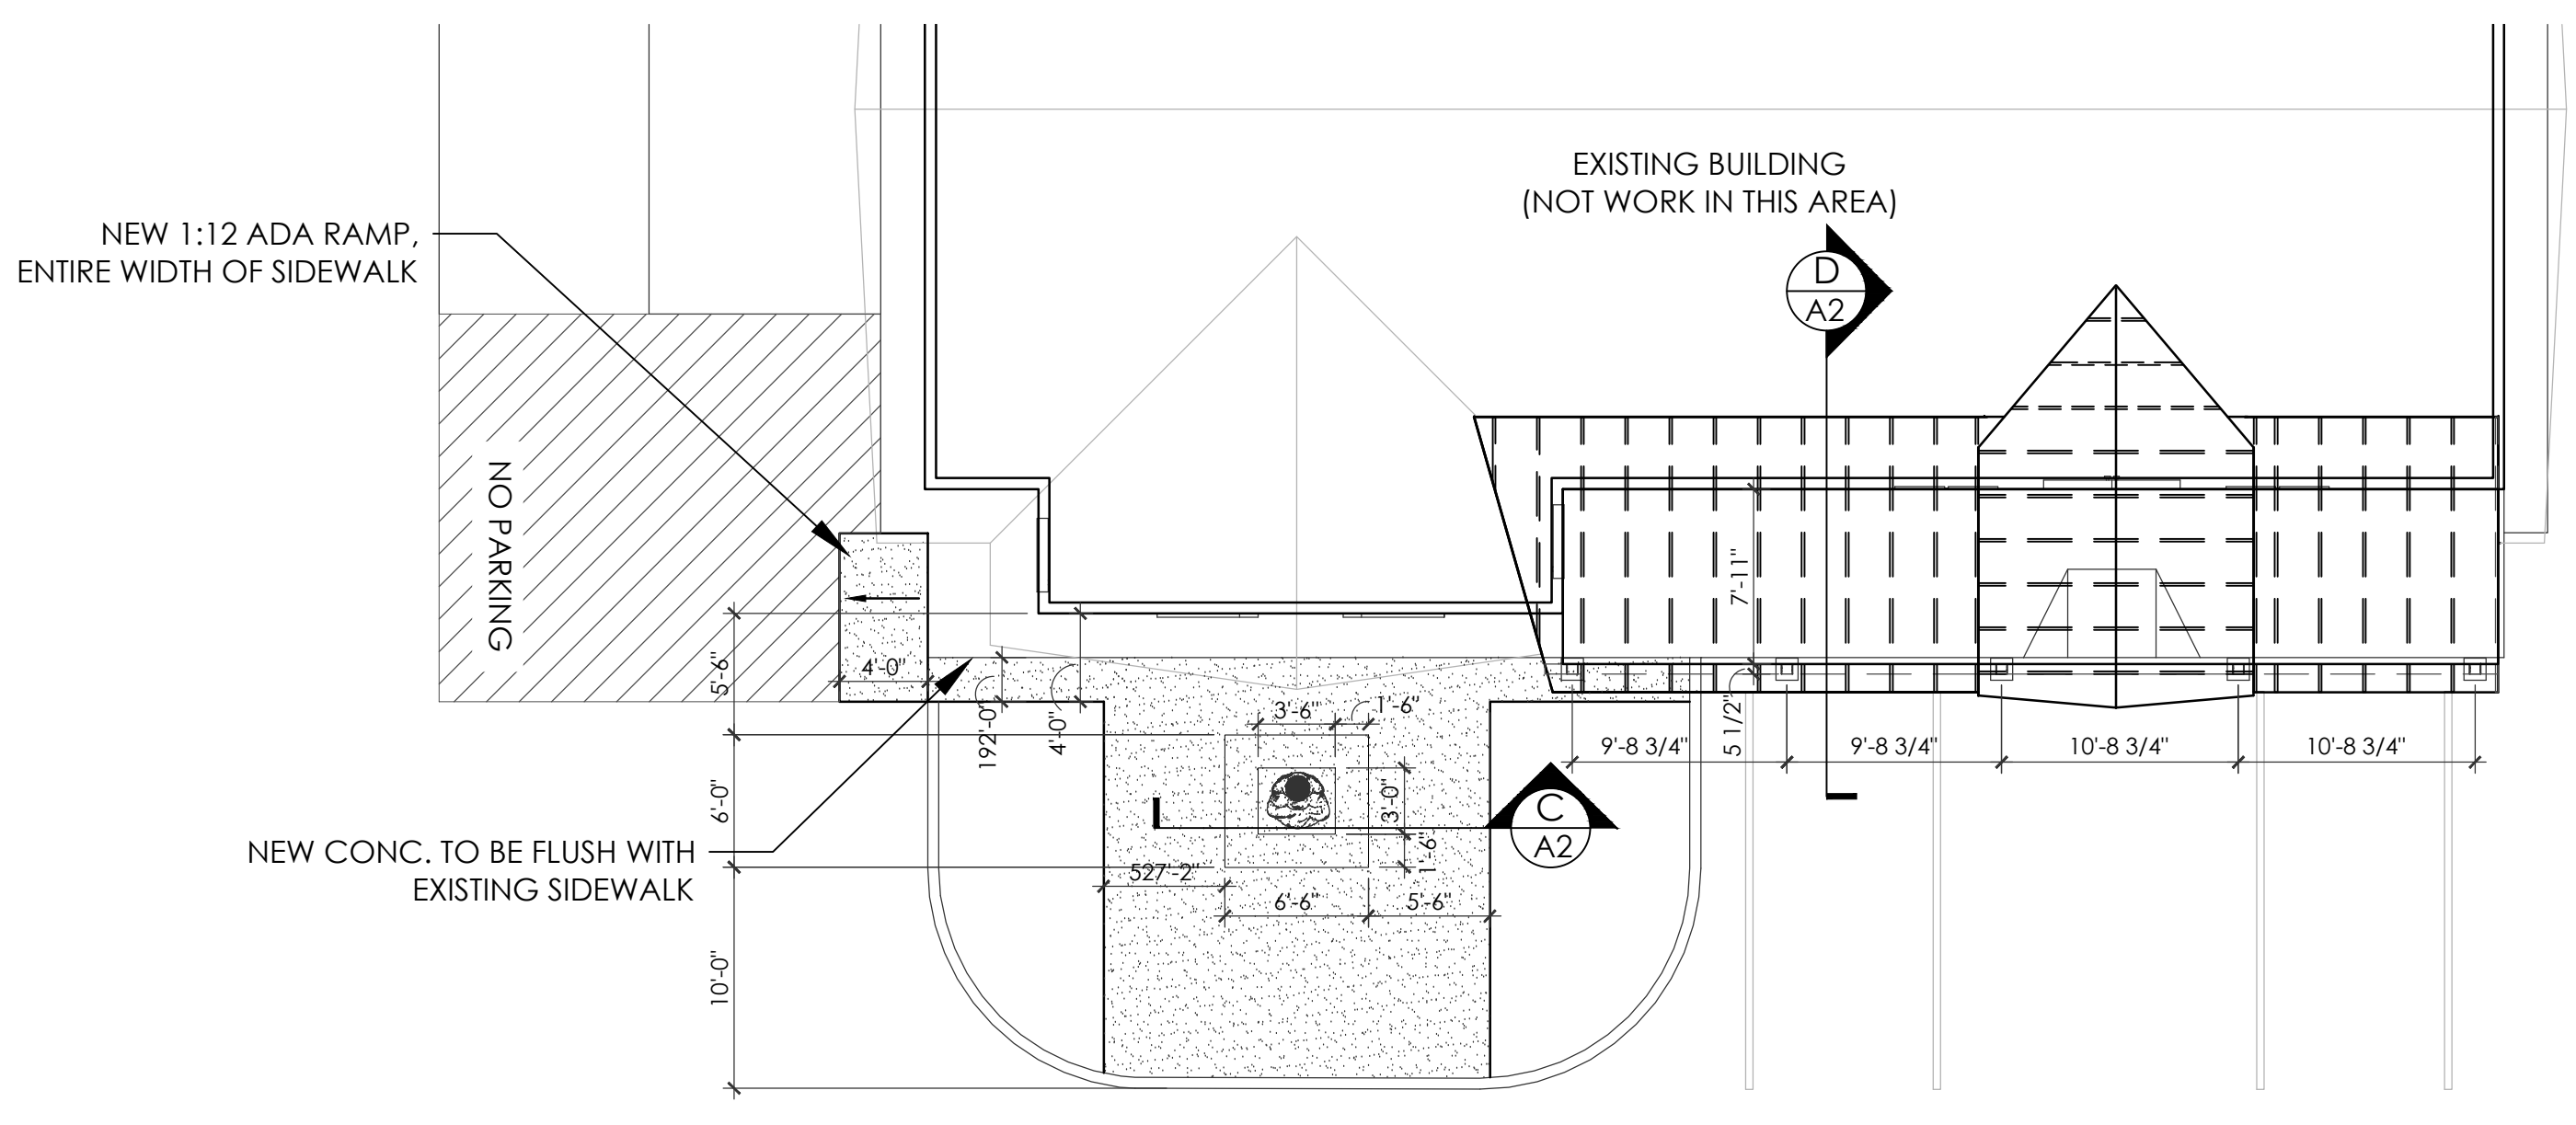 EXISTING BUILDING
(NOT WORK IN THIS AREA)
NEW 1:12 ADA RAMP,
ENTIRE WIDTH OF SIDEWALK
D
A2
NO PARKING
7'-11"
4'-0"
5'-6"
192'-0"
4'-0"
3'-6"
1'-6"
5 1/2"
9'-8 3/4"
9'-8 3/4"
10'-8 3/4"
10'-8 3/4"
6'-0"
3'-0"
C
A2
1'-6"
NEW CONC. TO BE FLUSH WITH
EXISTING SIDEWALK
527'-2"
6'-6"
5'-6"
10'-0"